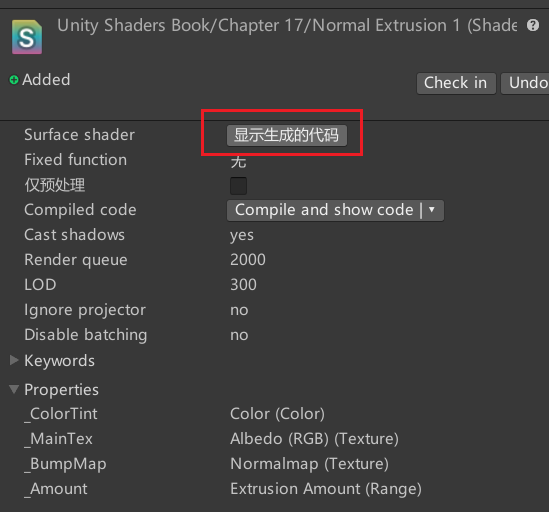 S
Unity Shaders Book/Chapter 17/Normal Extrusion 1 (Shade
?
Added
Check in
Undo
Surface shader 显示生成的代码
Fixed function 无
仅预处理
Compiled code Compile and show code | ▾
Cast shadows yes
Render queue 2000
LOD 300
Ignore projector no
Disable batching no
Keywords
Properties
_ColorTint Color (Color)
_MainTex Albedo (RGB) (Texture)
_BumpMap Normalmap (Texture)
_Amount Extrusion Amount (Range)